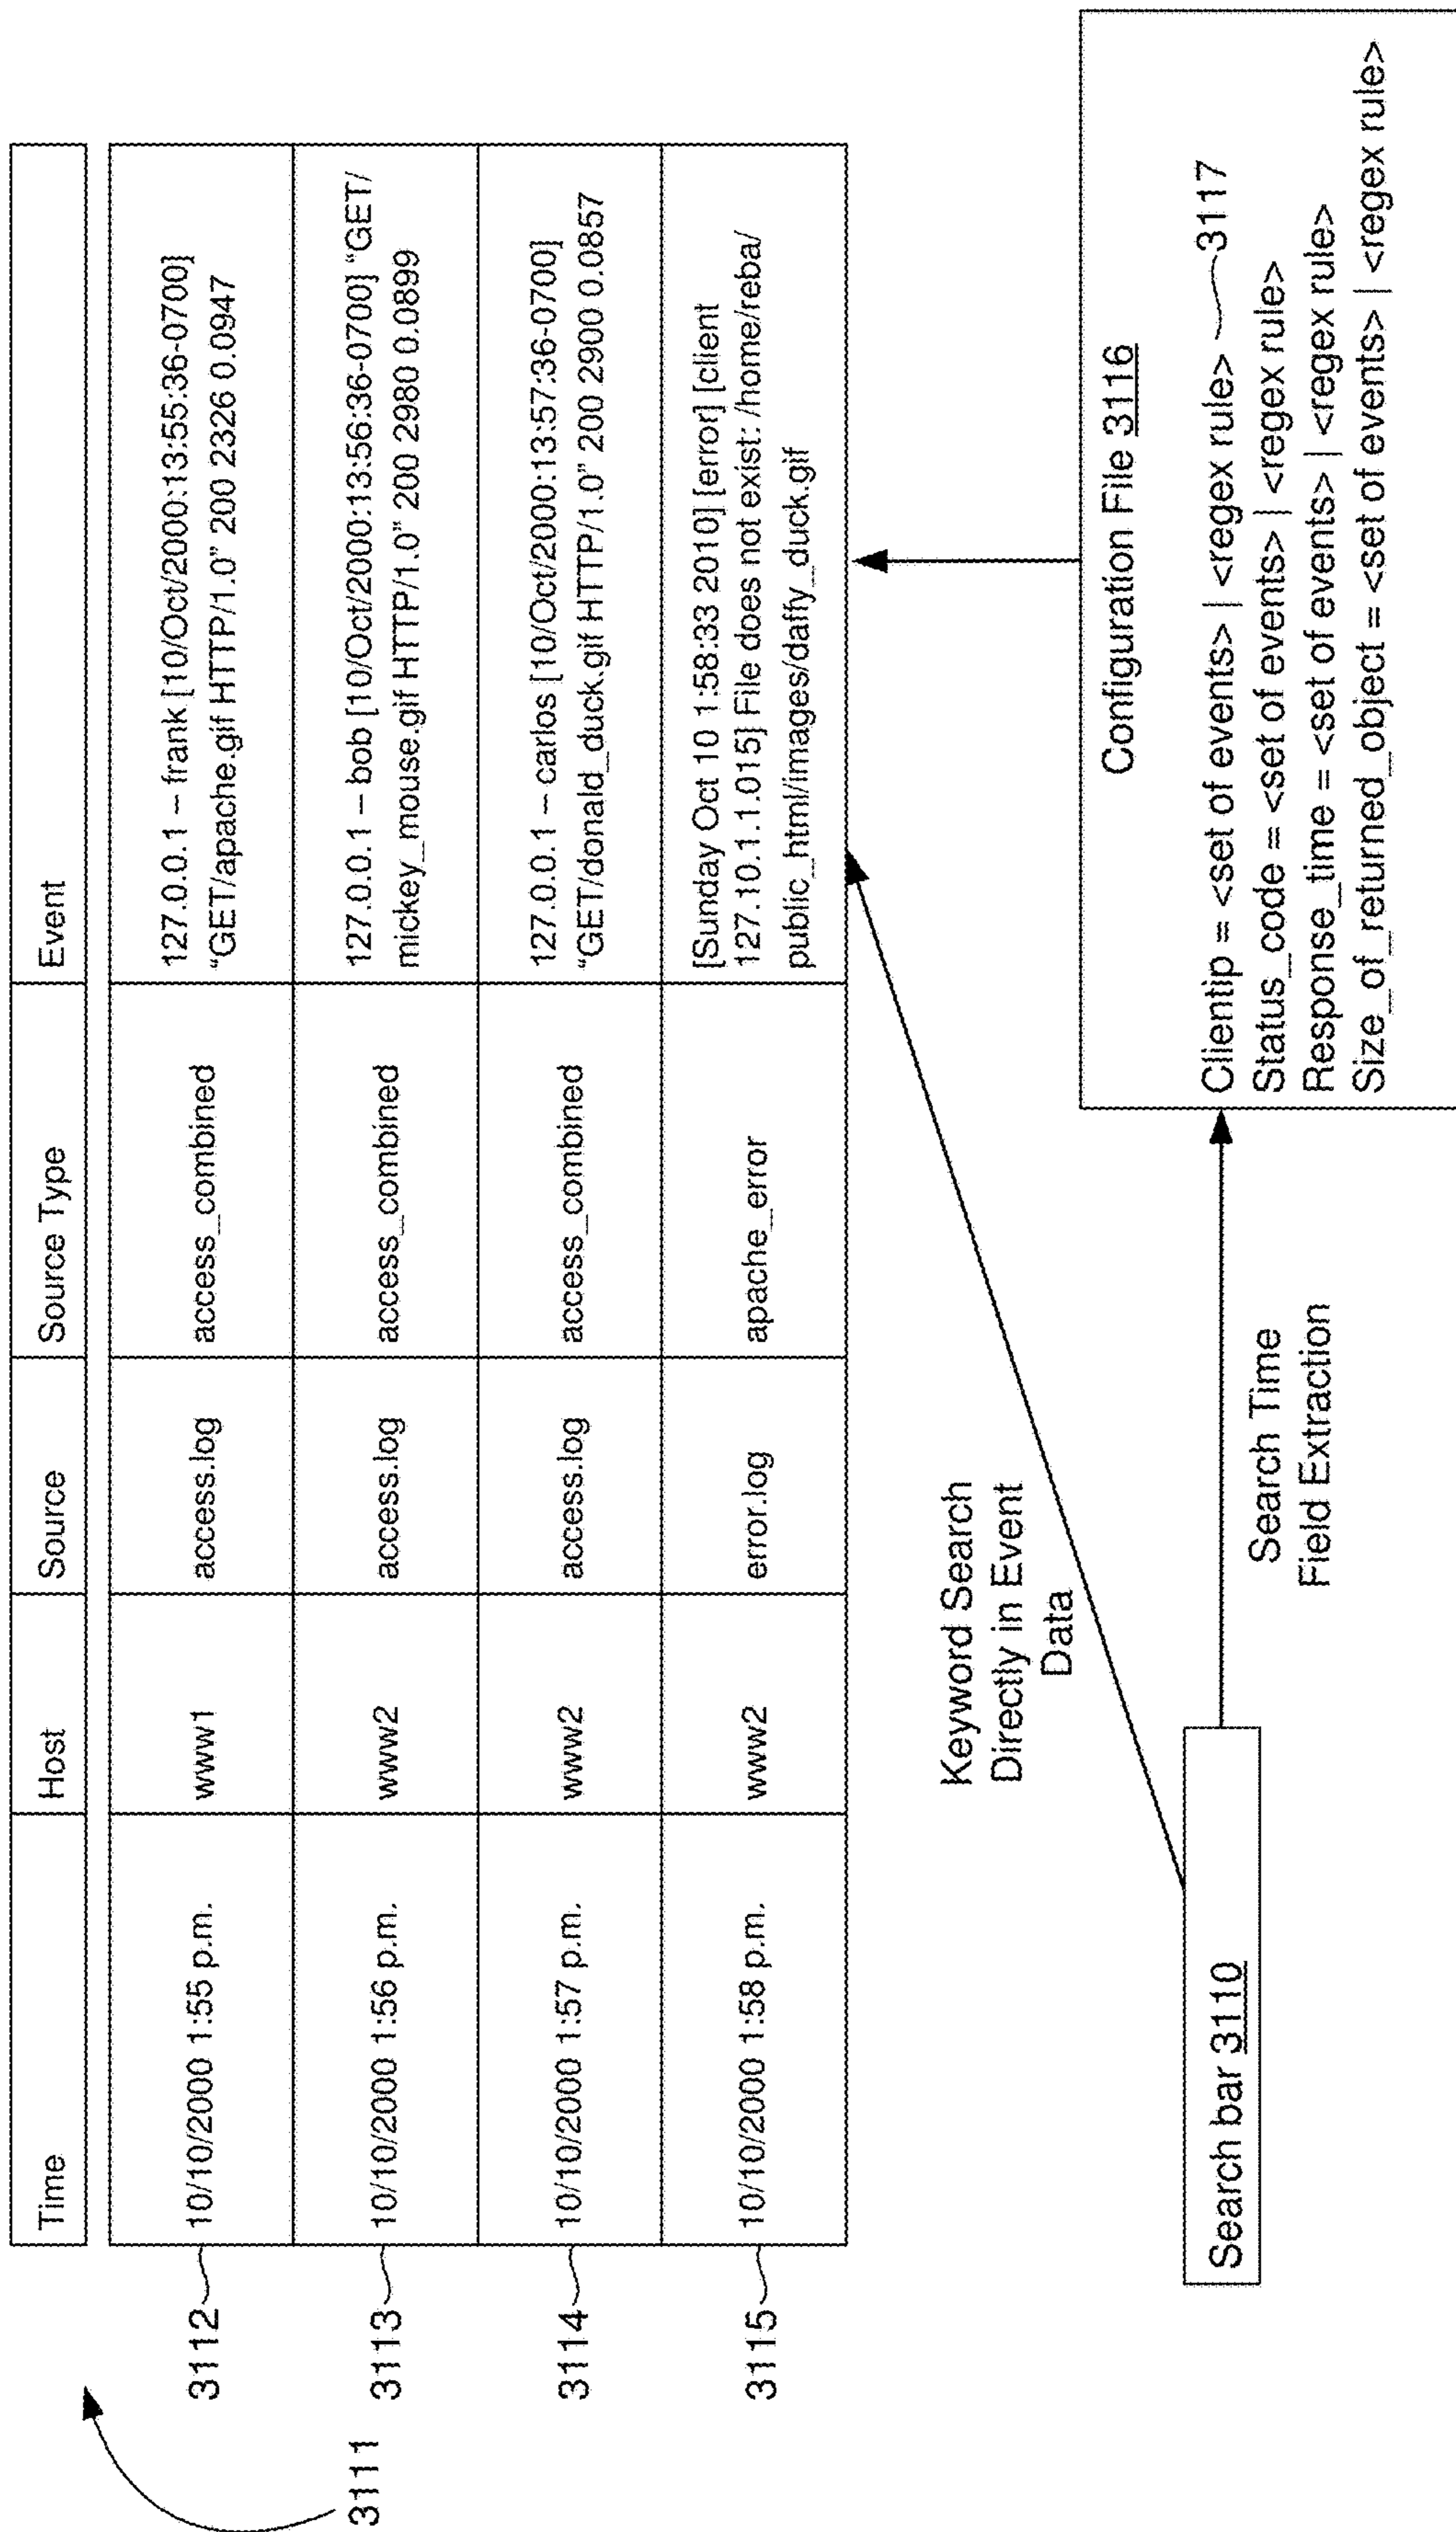 3111
Time
Host
Source
Source Type
Event
3112
10/10/2000 1:55 p.m.
www1
access.log
access_combined
127.0.0.1 – frank [10/Oct/2000:13:55:36-0700]
“GET/apache.gif HTTP/1.0” 200 2326 0.0947
3113
10/10/2000 1:56 p.m.
www2
access.log
access_combined
127.0.0.1 – bob [10/Oct/2000:13:56:36-0700] “GET/
mickey_mouse.gif HTTP/1.0” 200 2980 0.0899
3114
10/10/2000 1:57 p.m.
www2
access.log
access_combined
127.0.0.1 – carlos [10/Oct/2000:13:57:36-0700]
“GET/donald_duck.gif HTTP/1.0” 200 2900 0.0857
3115
10/10/2000 1:58 p.m.
www2
error.log
apache_error
[Sunday Oct 10 1:58:33 2010] [error] [client
127.10.1.1.015] File does not exist: /home/reba/
public_html/images/daffy_duck.gif
Keyword Search
Directly in Event
Data
Search bar 3110
Search Time
Field Extraction
Configuration File 3116
Clientip = <set of events> | <regex rule> 3117
Status_code = <set of events> | <regex rule>
Response_time = <set of events> | <regex rule>
Size_of_returned_object = <set of events> | <regex rule>